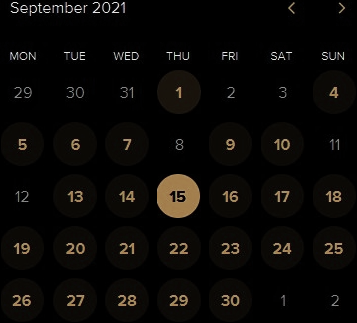 September 2021
MON TUE WED THU FRI SAT SUN
29 30 31 1 2 3 4
5 6 7 8 9 10 11
12 13 14 15 16 17 18
19 20 21 22 23 24 25
26 27 28 29 30 1 2